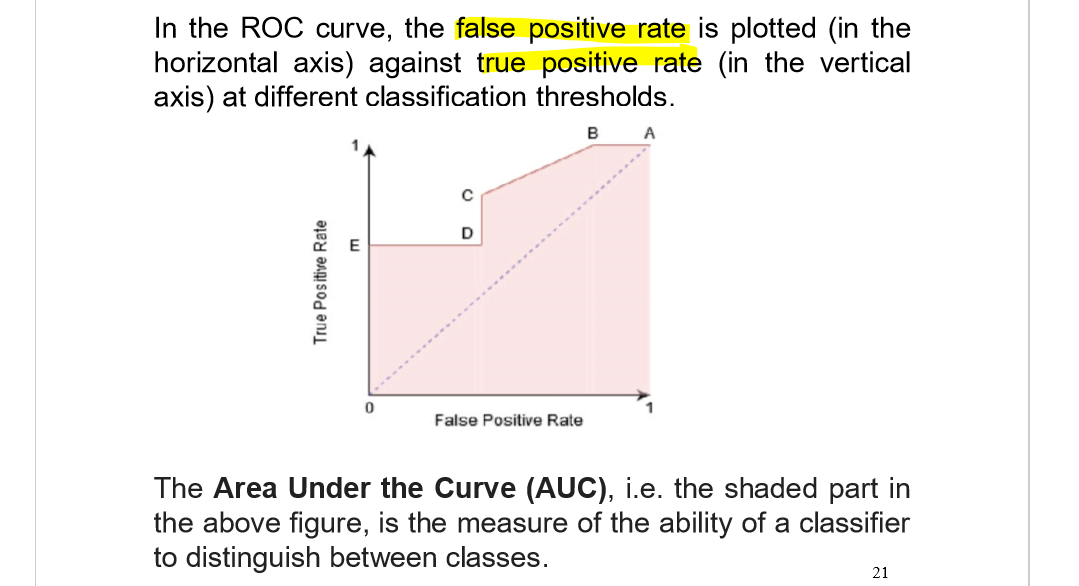 In the ROC curve, the false positive rate is plotted (in the
horizontal axis) against true positive rate (in the vertical
axis) at different classification thresholds.
B A
1
C
D
E
True Positive Rate
0
1
False Positive Rate
The Area Under the Curve (AUC), i.e. the shaded part in
the above figure, is the measure of the ability of a classifier
to distinguish between classes.
21